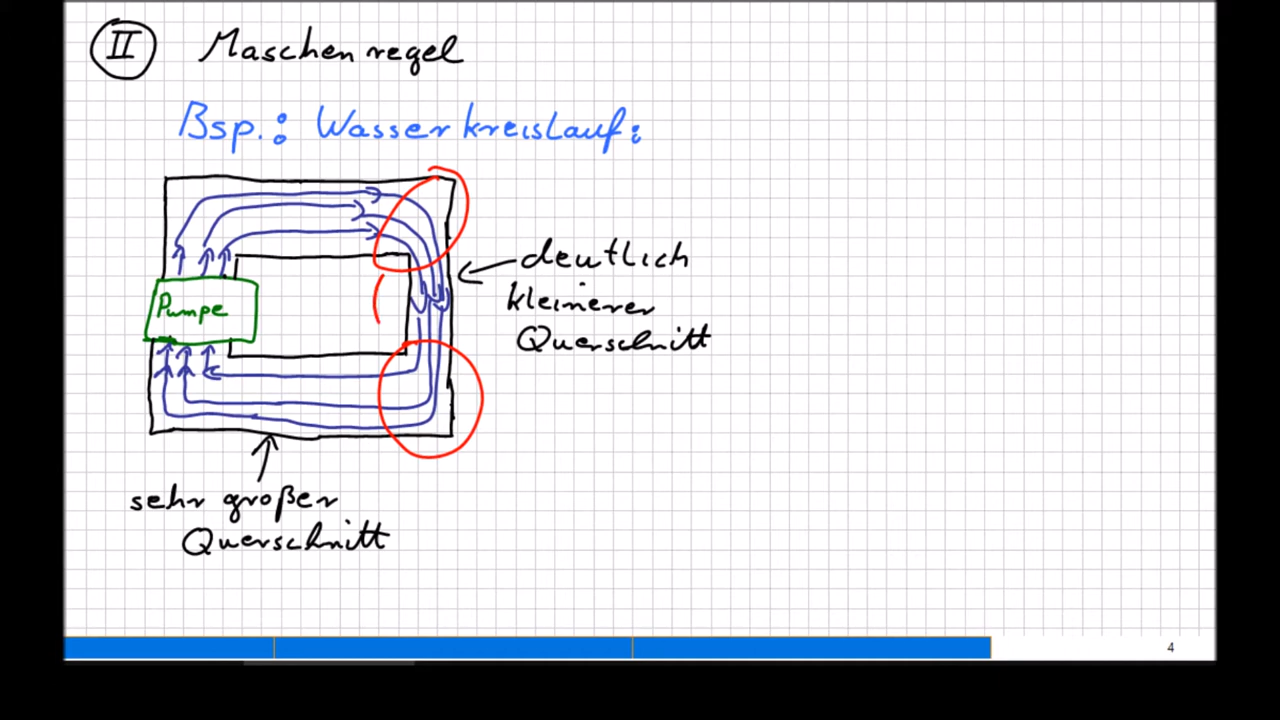 II Maschenregel
Bsp.: Wasserkreislauf:
Pumpe
deutlich
kleinerer
Querschnitt
sehr großer
Querschnitt
4